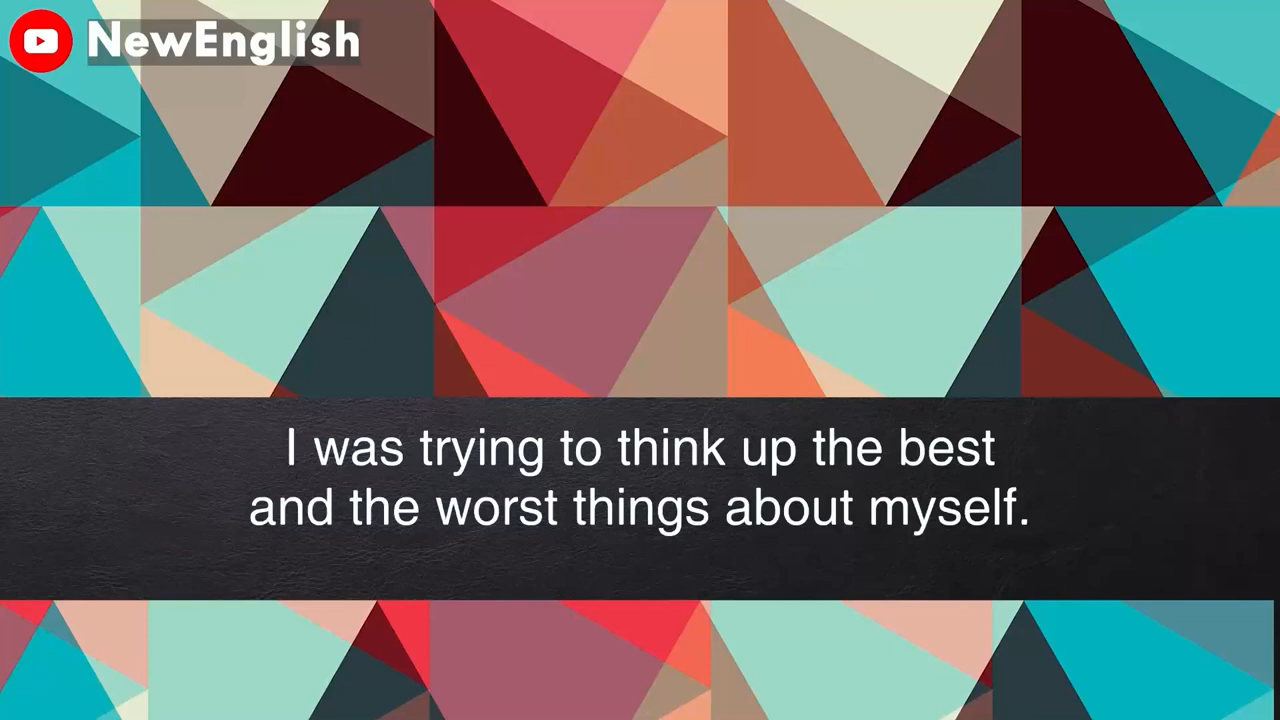 NewEnglish
I was trying to think up the best
and the worst things about myself.